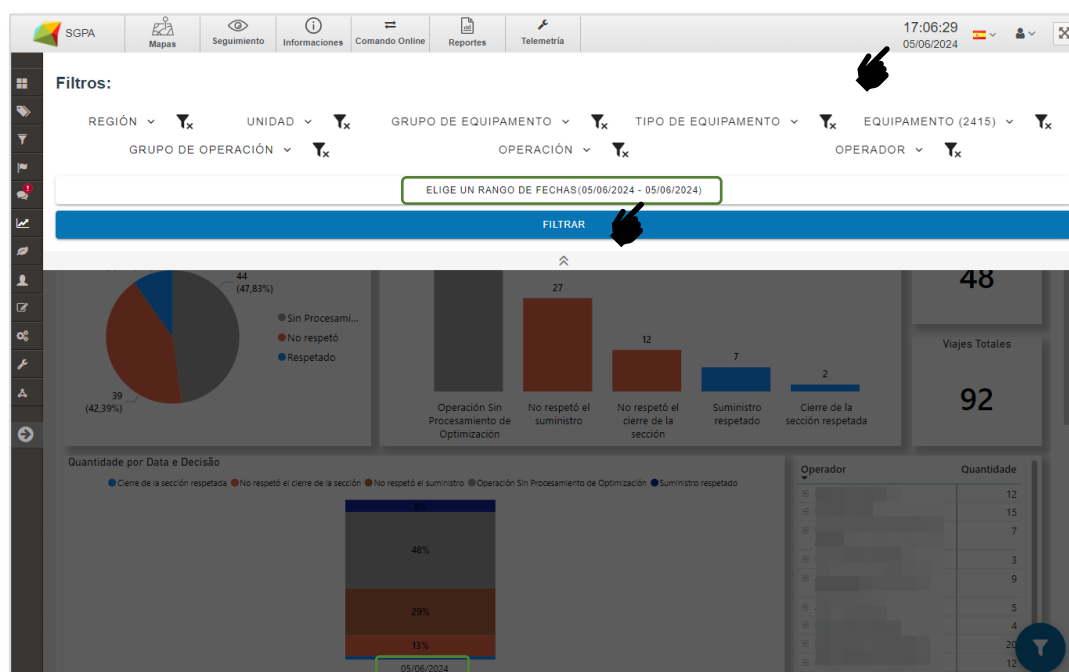 SGPA
Mapas
Seguimiento
Informaciones
Comando Online
Reportes
Telemetría
17:06:29
05/06/2024
Filtros:
REGIÓN
UNIDAD
GRUPO DE EQUIPAMENTO
TIPO DE EQUIPAMENTO
EQUIPAMENTO (2415)
GRUPO DE OPERACIÓN
OPERACIÓN
OPERADOR
ELIGE UN RANGO DE FECHAS(05/06/2024 - 05/06/2024)
FILTRAR
44
(47,83%)
39
(42,39%)
Sin Procesami...
No respetó
Respetado
27
12
7
2
Operación Sin
Procesamiento de
Optimización
No respetó el
suministro
No respetó el
cierre de la
sección
Suministro
respetado
Cierre de la
sección respetada
48
Viajes Totales
92
Quantidade por Data e Decisão
Cierre de la sección respetada
No respetó el cierre de la sección
No respetó el suministro
Operación Sin Procesamiento de Optimización
Suministro respetado
8%
48%
29%
13%
05/06/2024
Operador
Quantidade
12
15
7
3
9
5
4
20
12